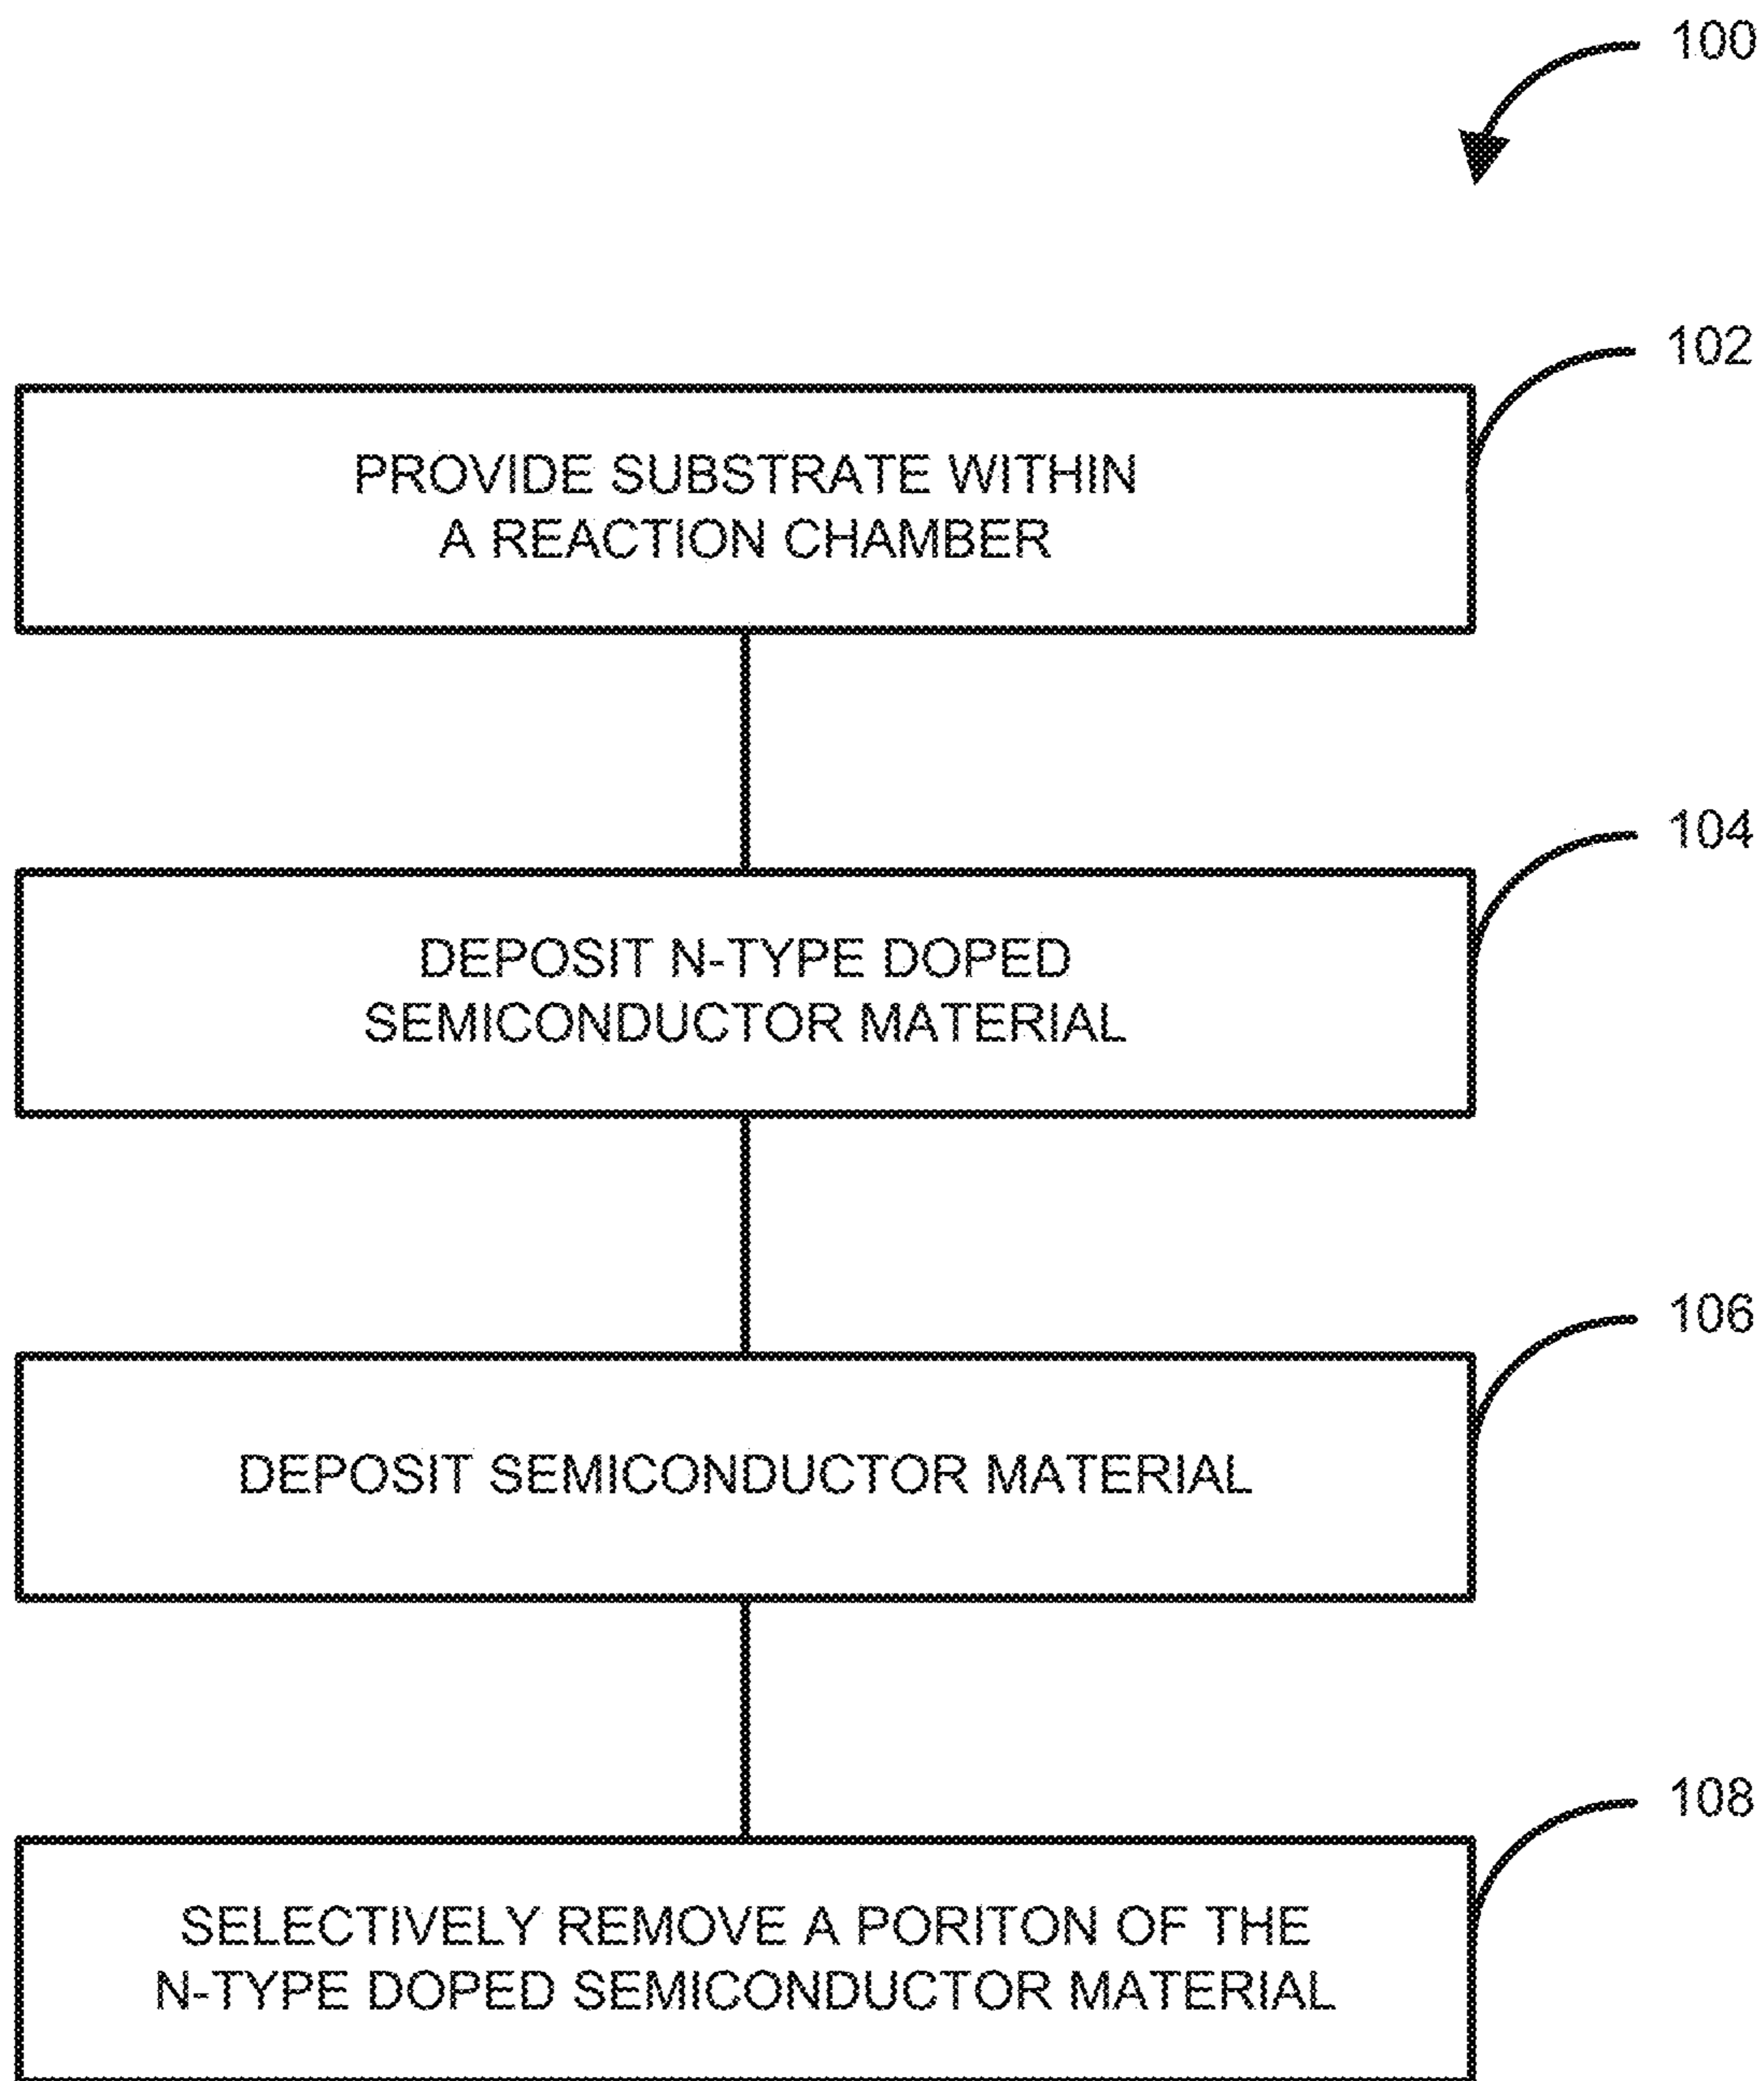 100
102
PROVIDE SUBSTRATE WITHIN
A REACTION CHAMBER
104
DEPOSIT N-TYPE DOPED
SEMICONDUCTOR MATERIAL
106
DEPOSIT SEMICONDUCTOR MATERIAL
108
SELECTIVELY REMOVE A PORITON OF THE
N-TYPE DOPED SEMICONDUCTOR MATERIAL